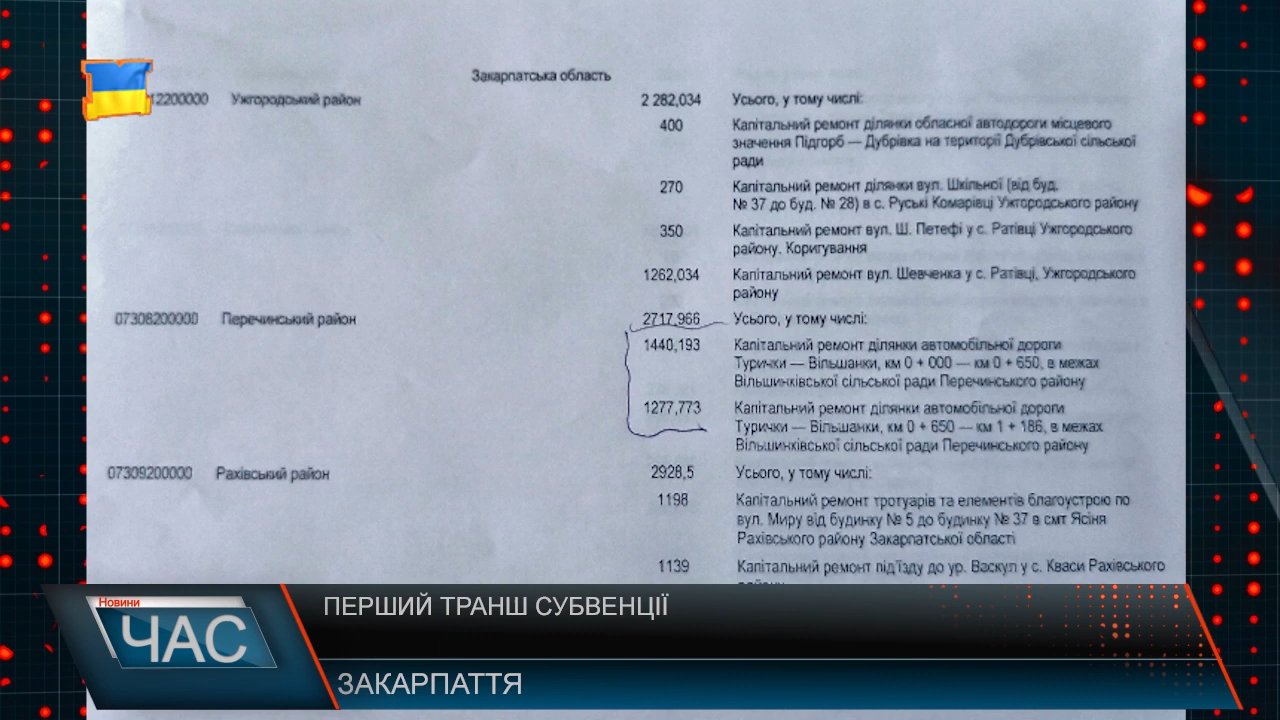 Закарпатська область
12200000 Ужгородський район 2 282,034 Усього, у тому числі:
400 Капітальний ремонт ділянки обласної автодороги місцевого
значення Підгорб — Дубрівка на території Дубрівської сільської
ради
270 Капітальний ремонт ділянки вул. Шкільної (від буд.
№ 37 до буд. № 28) в с. Руські Комарівці Ужгородського району
350 Капітальний ремонт вул. Ш. Петефі у с. Ратівці Ужгородського
району. Коригування
1262,034 Капітальний ремонт вул. Шевченка у с. Ратівці, Ужгородського
району
07308200000 Перечинський район 2717,966 Усього, у тому числі:
1440,193 Капітальний ремонт ділянки автомобільної дороги
Турички — Вільшанки, км 0 + 000 — км 0 + 650, в межах
Вільшинківської сільської ради Перечинського району
1277,773 Капітальний ремонт ділянки автомобільної дороги
Турички — Вільшанки, км 0 + 650 — км 1 + 186, в межах
Вільшинхівської сільської ради Перечинського району
07309200000 Рахівський район 2928,5 Усього, у тому числі:
1198 Капітальний ремонт тротуарів та елементів благоустрою по
вул. Миру від будинку № 5 до будинку № 37 в смт Ясіня
Рахівського району Закарпатської області
1139 Капітальний ремонт під'їзду до ур. Васкул у с. Кваси Рахівського
Новини
ЧАС
ПЕРШИЙ ТРАНШ СУБВЕНЦІЇ
ЗАКАРПАТТЯ